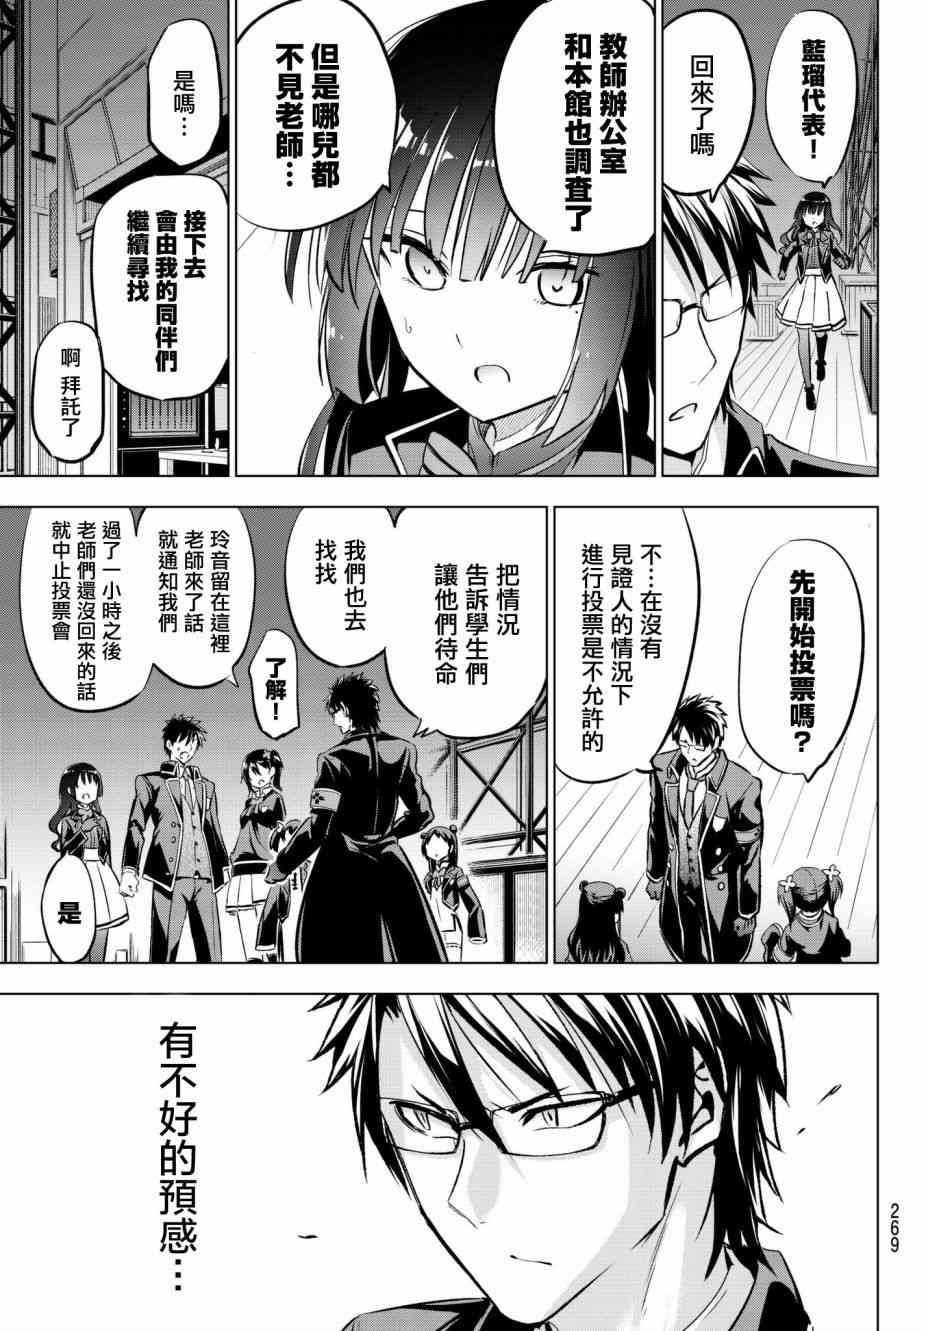 藍瑠代表！
回來了嗎
教師辦公室
和本館也調查了
但是哪兒都
不見老師…
是嗎…
接下去
會由我的同伴們
繼續尋找
啊 拜託了
先開始投票嗎？
不…在沒有
見證人的情況下
進行投票是不允許的
把情況
告訴學生們
讓他們待命
我們也去
找找
了解！
玲音留在這裡
老師來了話
就通知我們
過了一小時之後
老師們還沒回來的話
就中止投票會
是
有不好的預感…
269